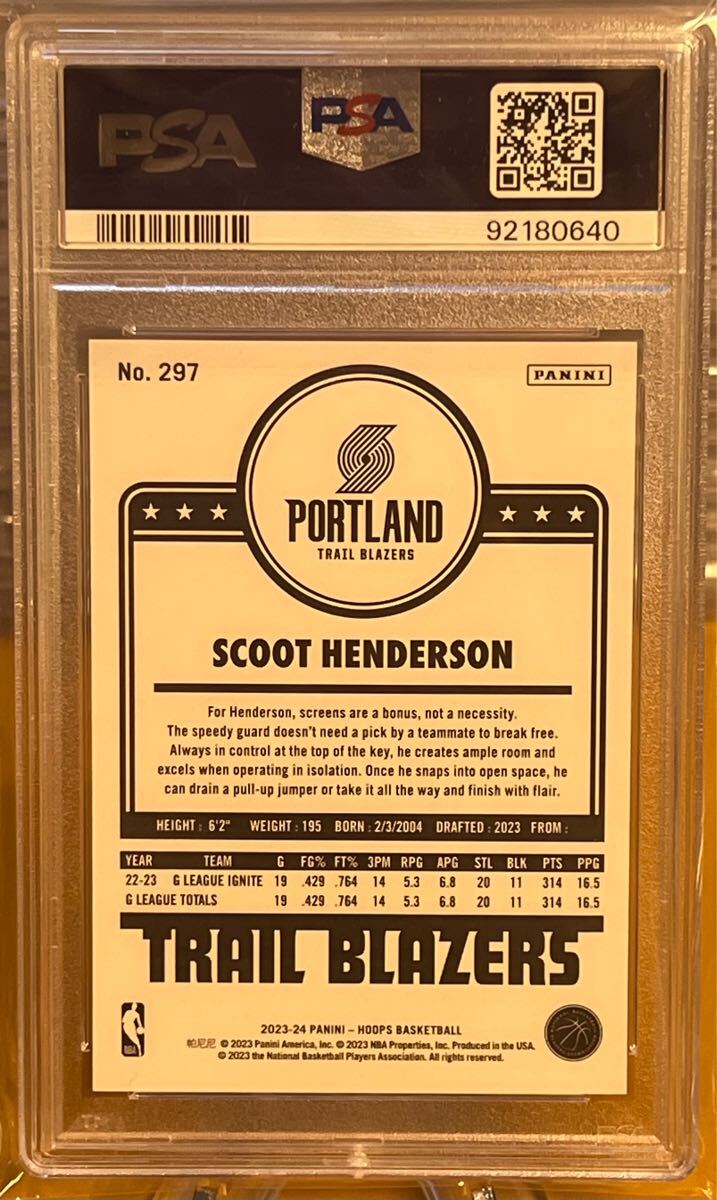 PSA
PSA
92180640
No. 297
PANINI
PORTLAND
TRAIL BLAZERS
SCOOT HENDERSON
For Henderson, screens are a bonus, not a necessity.
The speedy guard doesn't need a pick by a teammate to break free.
Always in control at the top of the key, he creates ample room and
excels when operating in isolation. Once he snaps into open space, he
can drain a pull-up jumper or take it all the way and finish with flair.
HEIGHT : 6'2" WEIGHT : 195 BORN : 2/3/2004 DRAFTED : 2023 FROM :
YEAR TEAM G FG% FT% 3PM RPG APG STL BLK PTS PPG
22-23 G LEAGUE IGNITE 19 .429 .764 14 5.3 6.8 20 11 314 16.5
G LEAGUE TOTALS 19 .429 .764 14 5.3 6.8 20 11 314 16.5
TRAIL BLAZERS
2023-24 PANINI – HOOPS BASKETBALL
帕尼尼 © 2023 Panini America, Inc. © 2023 NBA Properties, Inc. Produced in the USA.
© 2023 the National Basketball Players Association. All rights reserved.
NBA
PSA